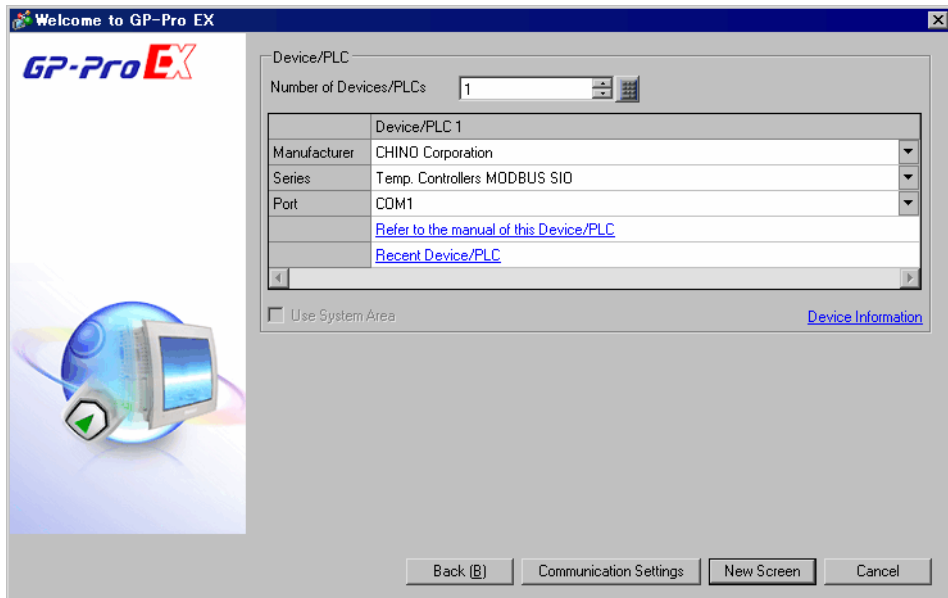 Welcome to GP-Pro EX
GP-Pro EX
Device/PLC
Number of Devices/PLCs 1
Device/PLC 1
Manufacturer CHINO Corporation
Series Temp. Controllers MODBUS SIO
Port COM1
Refer to the manual of this Device/PLC
Recent Device/PLC
Use System Area Device Information
Back (B) Communication Settings New Screen Cancel